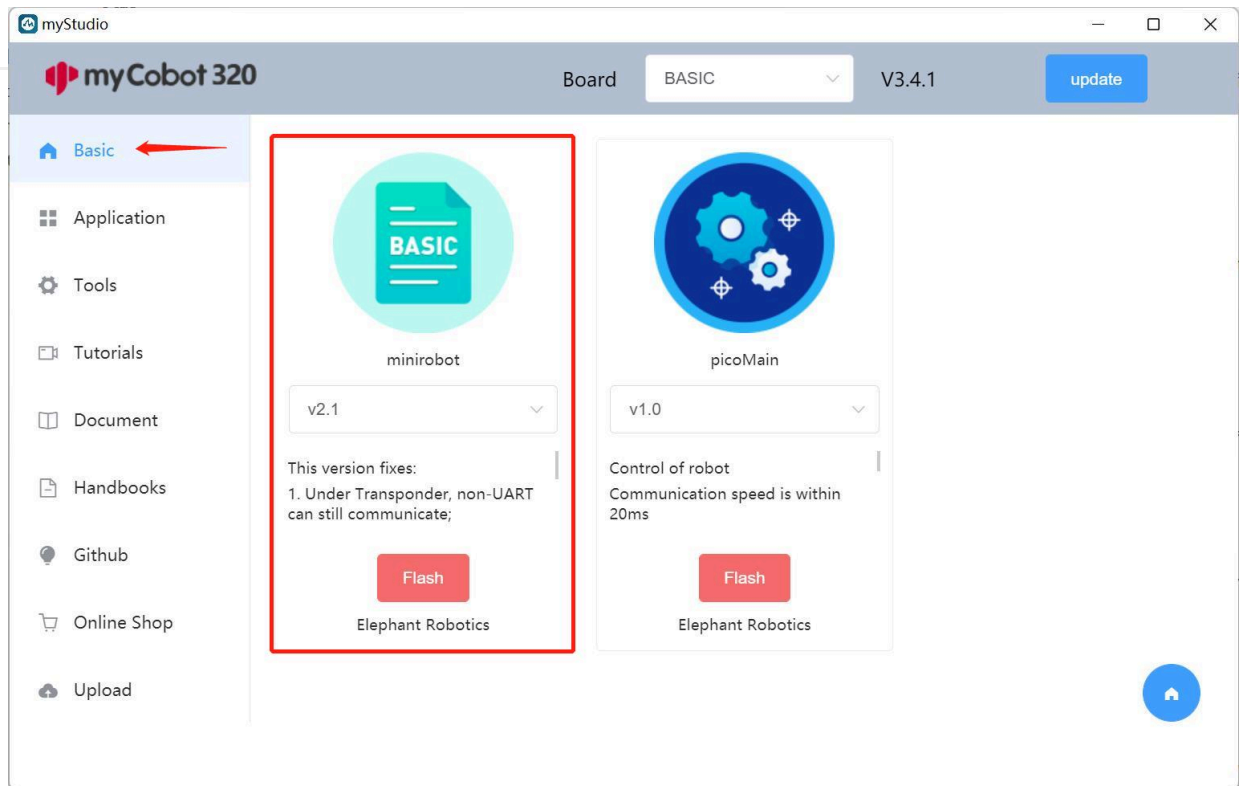 myStudio
myCobot 320
Board
BASIC
V3.4.1
update
Basic
Application
Tools
Tutorials
Document
Handbooks
Github
Online Shop
Upload
BASIC
minirobot
v2.1
This version fixes:
1. Under Transponder, non-UART
can still communicate;
Flash
Elephant Robotics
picoMain
v1.0
Control of robot
Communication speed is within
20ms
Flash
Elephant Robotics